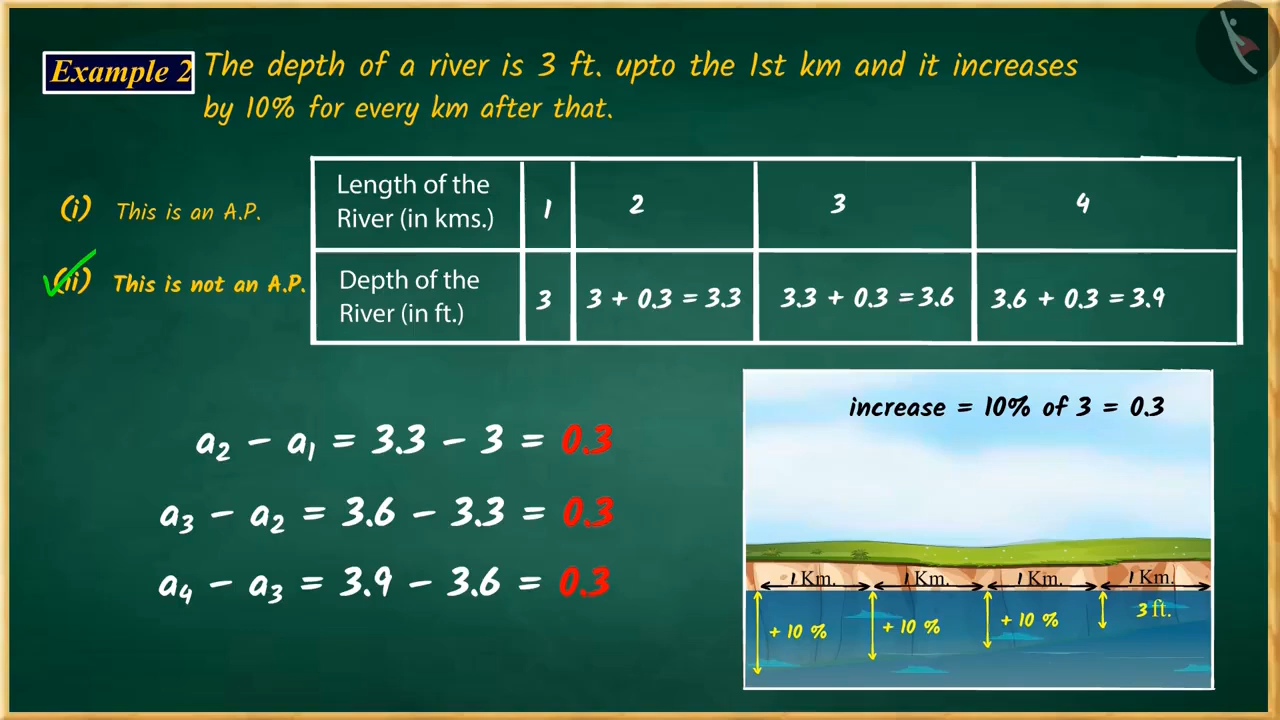 Example 2 The depth of a river is 3 ft. upto the 1st km and it increases
by 10% for every km after that.
(i) This is an A.P.
(ii) This is not an A.P.
Length of the
River (in kms.) 1 2 3 4
Depth of the
River (in ft.) 3 3 + 0.3 = 3.3 3.3 + 0.3 = 3.6 3.6 + 0.3 = 3.9
a₂ − a₁ = 3.3 − 3 = 0.3
a₃ − a₂ = 3.6 − 3.3 = 0.3
a₄ − a₃ = 3.9 − 3.6 = 0.3
increase = 10% of 3 = 0.3
1 Km. 1 Km. 1 Km. 1 Km.
+ 10 % + 10 % + 10 % 3 ft.